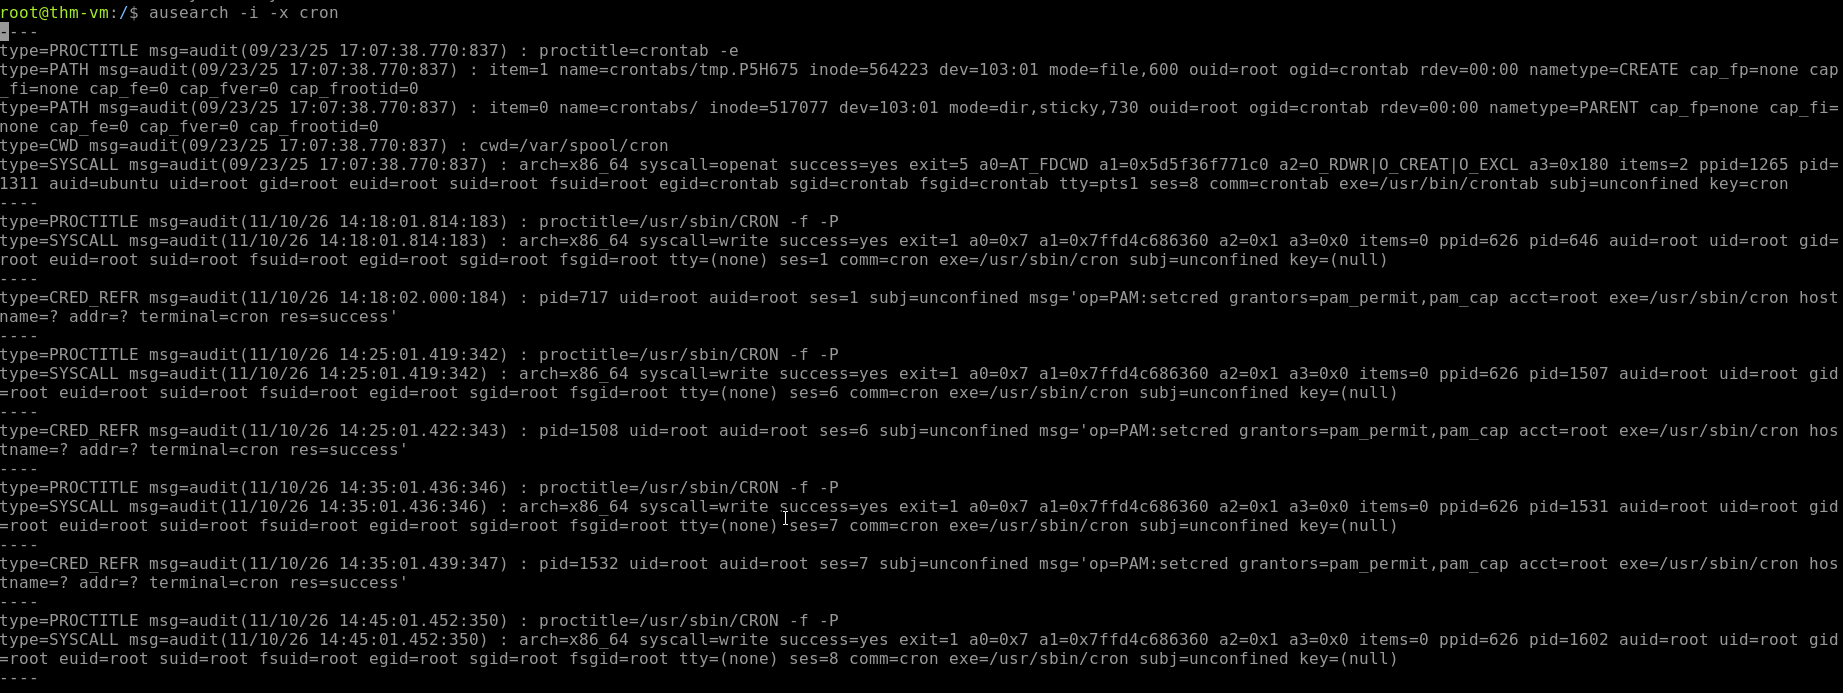 root@thm-vm:/$ ausearch -i -x cron
----
type=PROCTITLE msg=audit(09/23/25 17:07:38.770:837) : proctitle=crontab -e
type=PATH msg=audit(09/23/25 17:07:38.770:837) : item=1 name=crontabs/tmp.P5H675 inode=564223 dev=103:01 mode=file,600 ouid=root ogid=crontab rdev=00:00 nametype=CREATE cap_fp=none cap
_fi=none cap_fe=0 cap_fver=0 cap_frootid=0
type=PATH msg=audit(09/23/25 17:07:38.770:837) : item=0 name=crontabs/ inode=517077 dev=103:01 mode=dir,sticky,730 ouid=root ogid=crontab rdev=00:00 nametype=PARENT cap_fp=none cap_fi=
none cap_fe=0 cap_fver=0 cap_frootid=0
type=CWD msg=audit(09/23/25 17:07:38.770:837) : cwd=/var/spool/cron
type=SYSCALL msg=audit(09/23/25 17:07:38.770:837) : arch=x86_64 syscall=openat success=yes exit=5 a0=AT_FDCWD a1=0x5d5f36f771c0 a2=O_RDWR|O_CREAT|O_EXCL a3=0x180 items=2 ppid=1265 pid=
1311 auid=ubuntu uid=root gid=root euid=root suid=root fsuid=root egid=crontab sgid=crontab fsgid=crontab tty=pts1 ses=8 comm=crontab exe=/usr/bin/crontab subj=unconfined key=cron
----
type=PROCTITLE msg=audit(11/10/26 14:18:01.814:183) : proctitle=/usr/sbin/CRON -f -P
type=SYSCALL msg=audit(11/10/26 14:18:01.814:183) : arch=x86_64 syscall=write success=yes exit=1 a0=0x7 a1=0x7ffd4c686360 a2=0x1 a3=0x0 items=0 ppid=626 pid=646 auid=root uid=root gid=
root euid=root suid=root fsuid=root egid=root sgid=root fsgid=root tty=(none) ses=1 comm=cron exe=/usr/sbin/cron subj=unconfined key=(null)
----
type=CRED_REFR msg=audit(11/10/26 14:18:02.000:184) : pid=717 uid=root auid=root ses=1 subj=unconfined msg='op=PAM:setcred grantors=pam_permit,pam_cap acct=root exe=/usr/sbin/cron host
name=? addr=? terminal=cron res=success'
----
type=PROCTITLE msg=audit(11/10/26 14:25:01.419:342) : proctitle=/usr/sbin/CRON -f -P
type=SYSCALL msg=audit(11/10/26 14:25:01.419:342) : arch=x86_64 syscall=write success=yes exit=1 a0=0x7 a1=0x7ffd4c686360 a2=0x1 a3=0x0 items=0 ppid=626 pid=1507 auid=root uid=root gid
=root euid=root suid=root fsuid=root egid=root sgid=root fsgid=root tty=(none) ses=6 comm=cron exe=/usr/sbin/cron subj=unconfined key=(null)
----
type=CRED_REFR msg=audit(11/10/26 14:25:01.422:343) : pid=1508 uid=root auid=root ses=6 subj=unconfined msg='op=PAM:setcred grantors=pam_permit,pam_cap acct=root exe=/usr/sbin/cron hos
tname=? addr=? terminal=cron res=success'
----
type=PROCTITLE msg=audit(11/10/26 14:35:01.436:346) : proctitle=/usr/sbin/CRON -f -P
type=SYSCALL msg=audit(11/10/26 14:35:01.436:346) : arch=x86_64 syscall=write success=yes exit=1 a0=0x7 a1=0x7ffd4c686360 a2=0x1 a3=0x0 items=0 ppid=626 pid=1531 auid=root uid=root gid
=root euid=root suid=root fsuid=root egid=root sgid=root fsgid=root tty=(none) ses=7 comm=cron exe=/usr/sbin/cron subj=unconfined key=(null)
----
type=CRED_REFR msg=audit(11/10/26 14:35:01.439:347) : pid=1532 uid=root auid=root ses=7 subj=unconfined msg='op=PAM:setcred grantors=pam_permit,pam_cap acct=root exe=/usr/sbin/cron hos
tname=? addr=? terminal=cron res=success'
----
type=PROCTITLE msg=audit(11/10/26 14:45:01.452:350) : proctitle=/usr/sbin/CRON -f -P
type=SYSCALL msg=audit(11/10/26 14:45:01.452:350) : arch=x86_64 syscall=write success=yes exit=1 a0=0x7 a1=0x7ffd4c686360 a2=0x1 a3=0x0 items=0 ppid=626 pid=1602 auid=root uid=root gid
=root euid=root suid=root fsuid=root egid=root sgid=root fsgid=root tty=(none) ses=8 comm=cron exe=/usr/sbin/cron subj=unconfined key=(null)
----